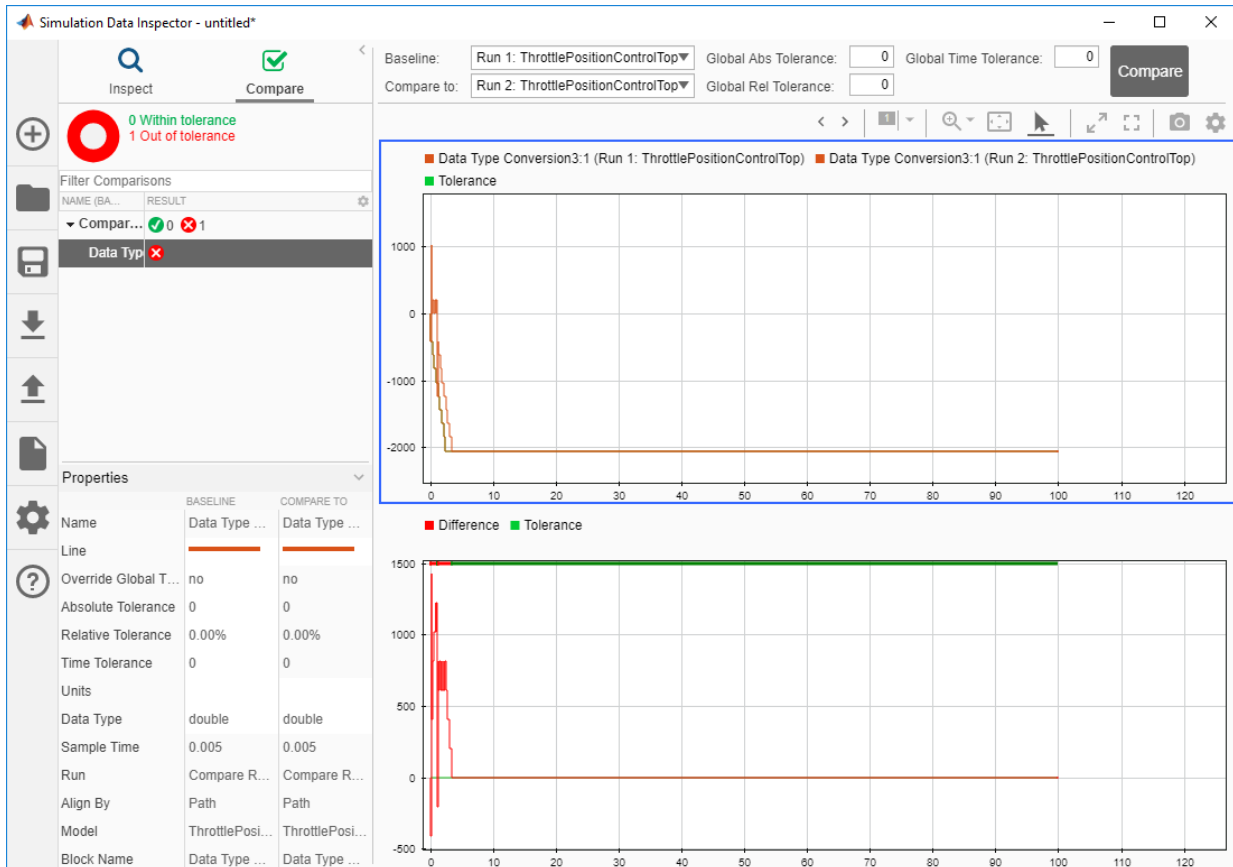 Simulation Data Inspector - untitled*
Inspect Compare
0 Within tolerance
1 Out of tolerance
Filter Comparisons
NAME (BA... RESULT
Compar... 0 1
Data Typ
Properties
BASELINE COMPARE TO
Name Data Type ... Data Type ...
Line
Override Global T... no no
Absolute Tolerance 0 0
Relative Tolerance 0.00% 0.00%
Time Tolerance 0 0
Units
Data Type double double
Sample Time 0.005 0.005
Run Compare R... Compare R...
Align By Path Path
Model ThrottlePosi... ThrottlePosi...
Block Name Data Type ... Data Type ...
Baseline: Run 1: ThrottlePositionControlTop Global Abs Tolerance: 0 Global Time Tolerance: 0
Compare to: Run 2: ThrottlePositionControlTop Global Rel Tolerance: 0
Compare
1
Data Type Conversion3:1 (Run 1: ThrottlePositionControlTop) Data Type Conversion3:1 (Run 2: ThrottlePositionControlTop)
Tolerance
1000
0
-1000
-2000
0 10 20 30 40 50 60 70 80 90 100 110 120
Difference Tolerance
1500
1000
500
0
-500
0 10 20 30 40 50 60 70 80 90 100 110 120